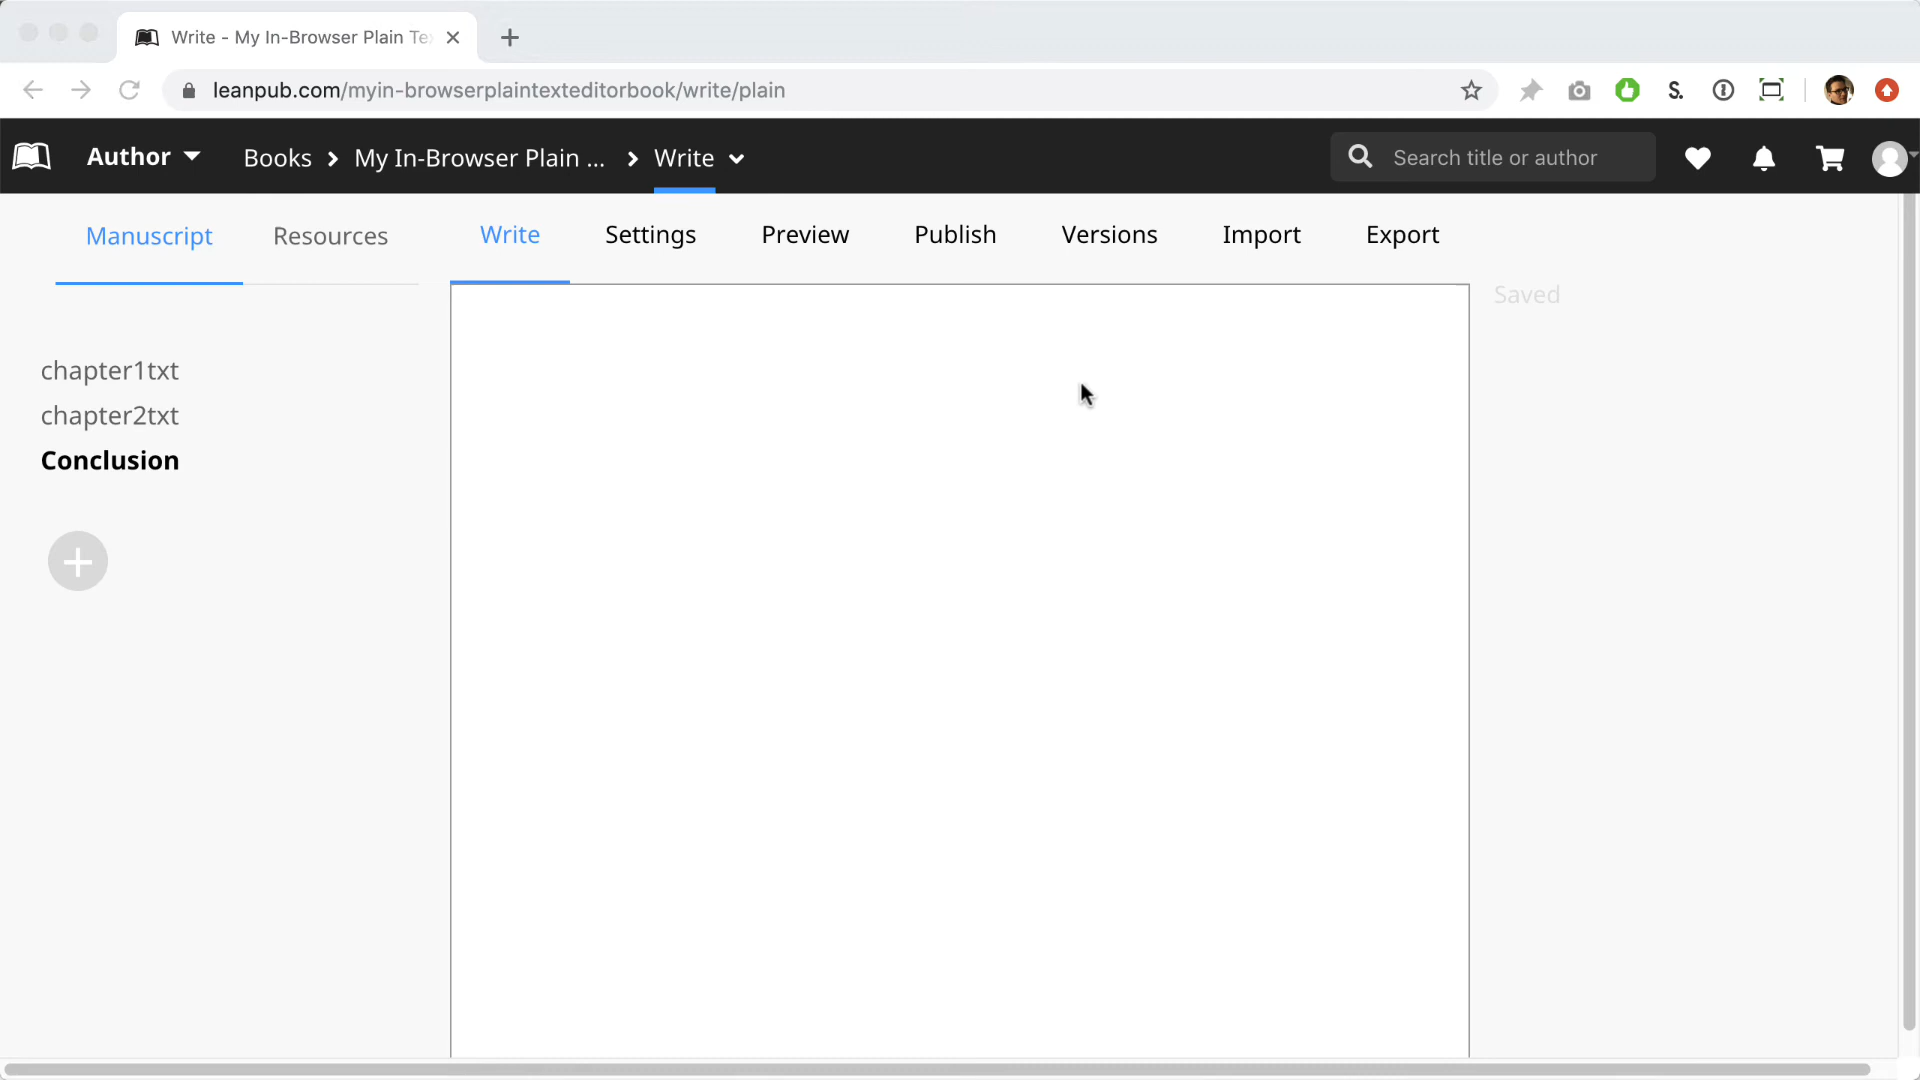 Write - My In-Browser Plain Te
leanpub.com/myin-browserplaintexteditorbook/write/plain
S.
Author Books My In-Browser Plain ... Write Search title or author
Manuscript Resources Write Settings Preview Publish Versions Import Export
Saved
chapter1txt
chapter2txt
Conclusion